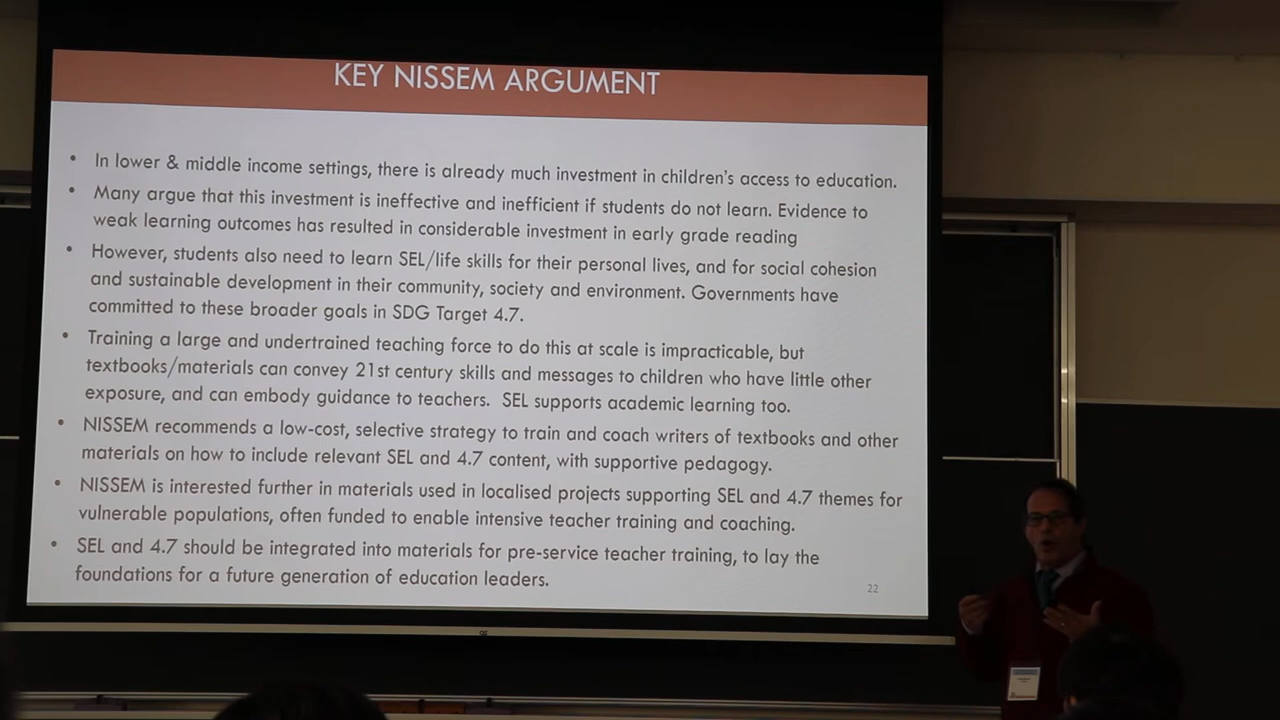 KEY NISSEM ARGUMENT
• In lower & middle income settings, there is already much investment in children's access to education.
• Many argue that this investment is ineffective and inefficient if students do not learn. Evidence to
weak learning outcomes has resulted in considerable investment in early grade reading
• However, students also need to learn SEL/life skills for their personal lives, and for social cohesion
and sustainable development in their community, society and environment. Governments have
committed to these broader goals in SDG Target 4.7.
• Training a large and undertrained teaching force to do this at scale is impracticable, but
textbooks/materials can convey 21st century skills and messages to children who have little other
exposure, and can embody guidance to teachers. SEL supports academic learning too.
• NISSEM recommends a low-cost, selective strategy to train and coach writers of textbooks and other
materials on how to include relevant SEL and 4.7 content, with supportive pedagogy.
• NISSEM is interested further in materials used in localised projects supporting SEL and 4.7 themes for
vulnerable populations, often funded to enable intensive teacher training and coaching.
• SEL and 4.7 should be integrated into materials for pre-service teacher training, to lay the
foundations for a future generation of education leaders.
22